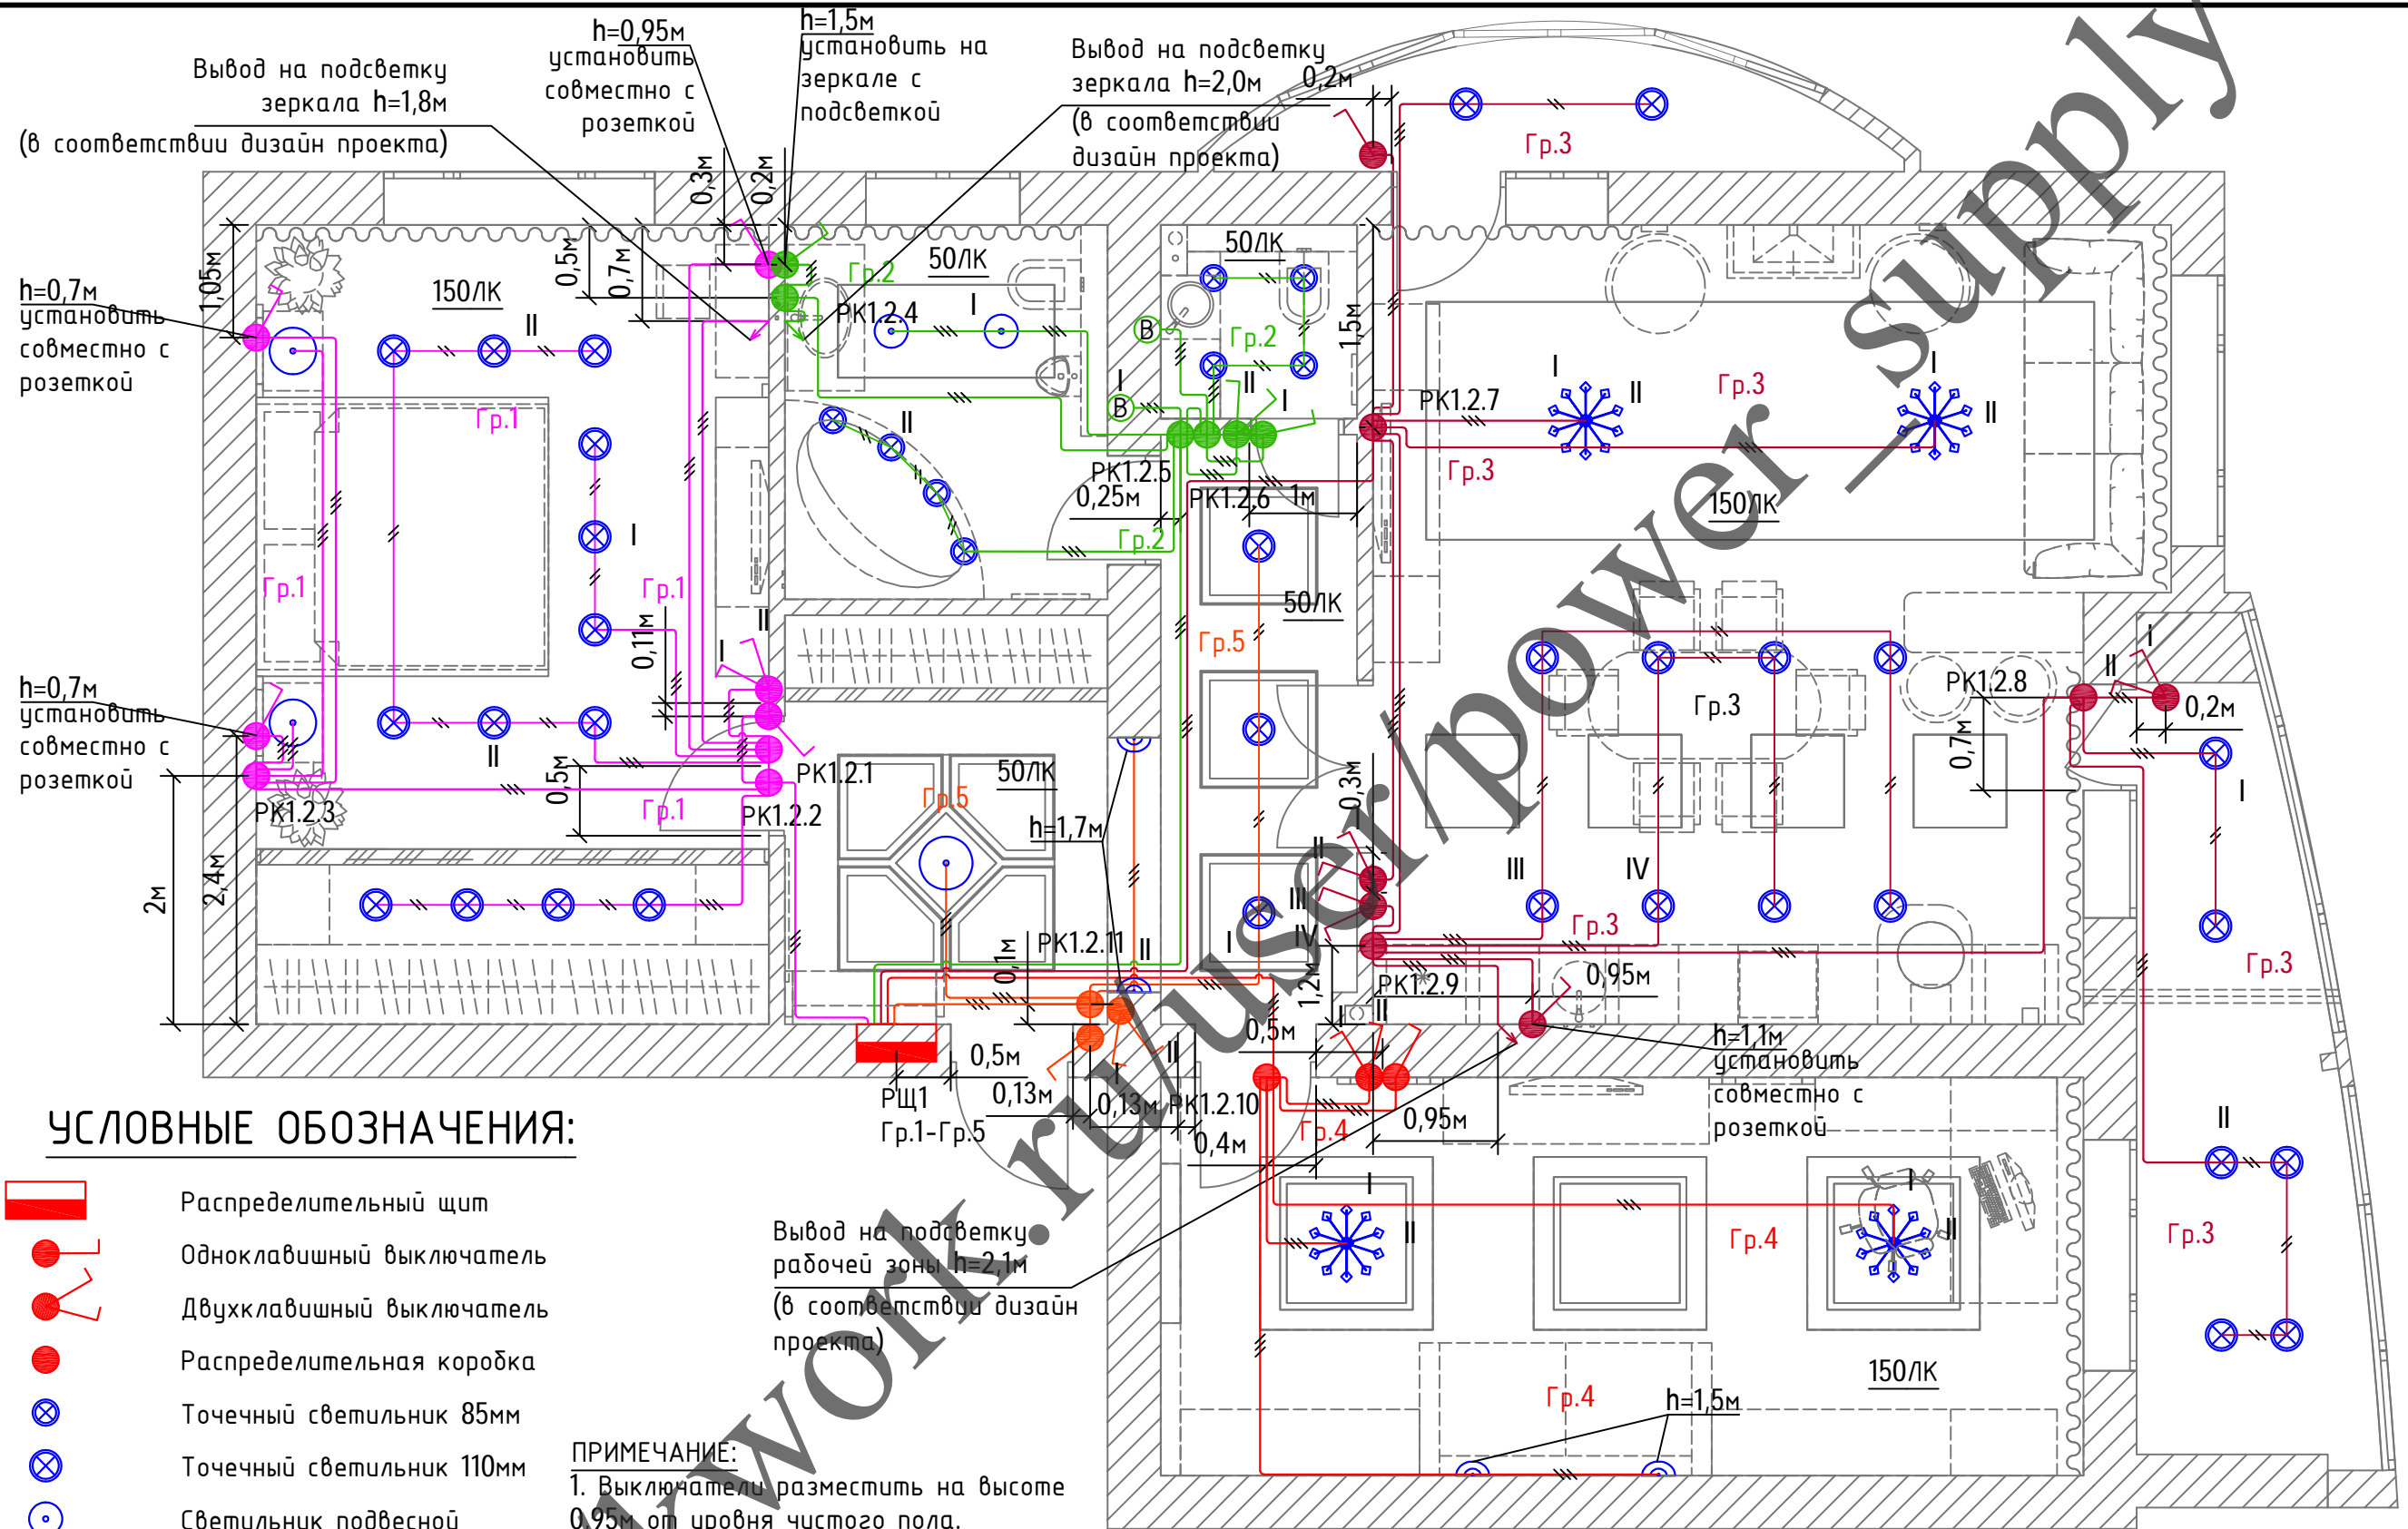 h=0,95м
установить
совместно с
розеткой
h=1,5м
установить на
зеркале с
подсветкой
Вывод на подсветку
зеркала h=1,8м
(в соответствии дизайн проекта)
Вывод на подсветку
зеркала h=2,0м
(в соответствии
дизайн проекта)
0,2м
Гр.3
0,3м
0,2м
1,05м
0,5м
0,7м
h=0,7м
установить
совместно с
розеткой
150ЛК
II
Гр.2
50ЛК
РК1.2.4
I
50ЛК
Гр.2
В
I
В
II
I
1,5м
РК1.2.7
I
II
Гр.3
I
II
Гр.3
150ЛК
Гр.1
II
I
Гр.1
Гр.1
РК1.2.5
0,25м
РК1.2.6
1м
Гр.2
50ЛК
Гр.5
0,11м
I
II
h=0,7м
установить
совместно с
розеткой
II
РК1.2.3
0,5м
Гр.1
РК1.2.1
РК1.2.2
2м
2,4м
50ЛК
Гр.5
h=1,7м
0,3м
II
III
IV
Гр.3
III
IV
Гр.3
РК1.2.8
II
I
0,2м
0,7м
I
Гр.3
0,1м
РК1.2.11
II
I
1,2м
РК1.2.9
0,95м
h=1,1м
установить
совместно с
розеткой
0,5м
I
II
0,5м
РЩ1
Гр.1-Гр.5
0,13м
0,13м
I
II
РК1.2.10
0,4м
Гр.4
0,95м
II
Гр.3
I
II
Гр.4
I
II
Вывод на подсветку
рабочей зоны h=2,1м
(в соответствии дизайн
проекта)
Гр.4
h=1,5м
150ЛК
УСЛОВНЫЕ ОБОЗНАЧЕНИЯ:
Распределительный щит
Одноклавишный выключатель
Двухклавишный выключатель
Распределительная коробка
Точечный светильник 85мм
Точечный светильник 110мм
Светильник подвесной
ПРИМЕЧАНИЕ:
1. Выключатели разместить на высоте
0,95м от уровня чистого пола.
kwork.ru/user/power_supply